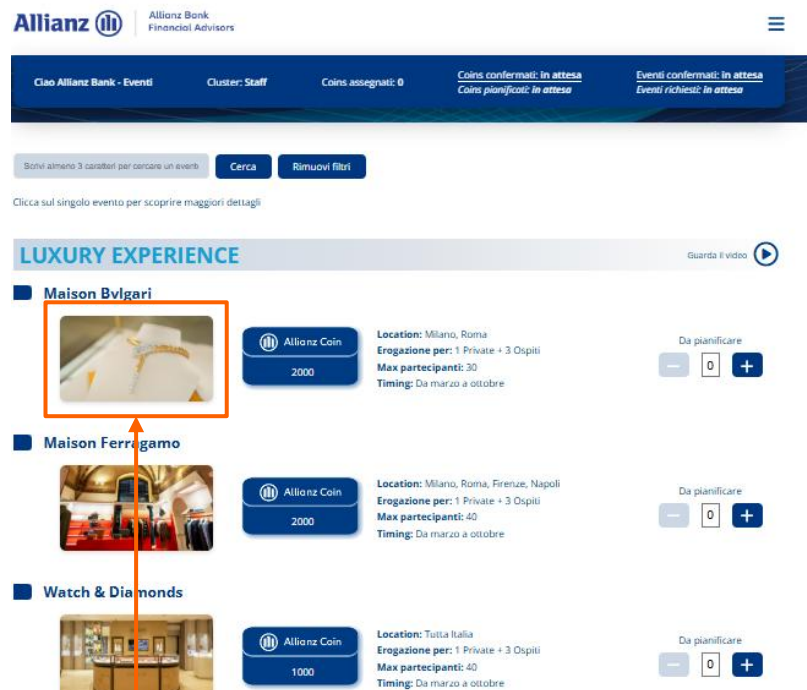 Allianz
Allianz Bank
Financial Advisors
Ciao Allianz Bank - Eventi
Cluster: Staff
Coins assegnati: 0
Coins confermati: in attesa
Coins pianificati: in attesa
Eventi confermati: in attesa
Eventi richiesti: in attesa
Scrivi almeno 3 caratteri per cercare un evento
Cerca
Rimuovi filtri
Clicca sul singolo evento per scoprire maggiori dettagli
LUXURY EXPERIENCE
Guarda il video
Maison Bvlgari
Allianz Coin
2000
Location: Milano, Roma
Erogazione per: 1 Private + 3 Ospiti
Max partecipanti: 30
Timing: Da marzo a ottobre
Da pianificare
0
Maison Ferragamo
Allianz Coin
2000
Location: Milano, Roma, Firenze, Napoli
Erogazione per: 1 Private + 3 Ospiti
Max partecipanti: 40
Timing: Da marzo a ottobre
Da pianificare
0
Watch & Diamonds
Allianz Coin
1000
Location: Tutta Italia
Erogazione per: 1 Private + 3 Ospiti
Max partecipanti: 40
Timing: Da marzo a ottobre
Da pianificare
0